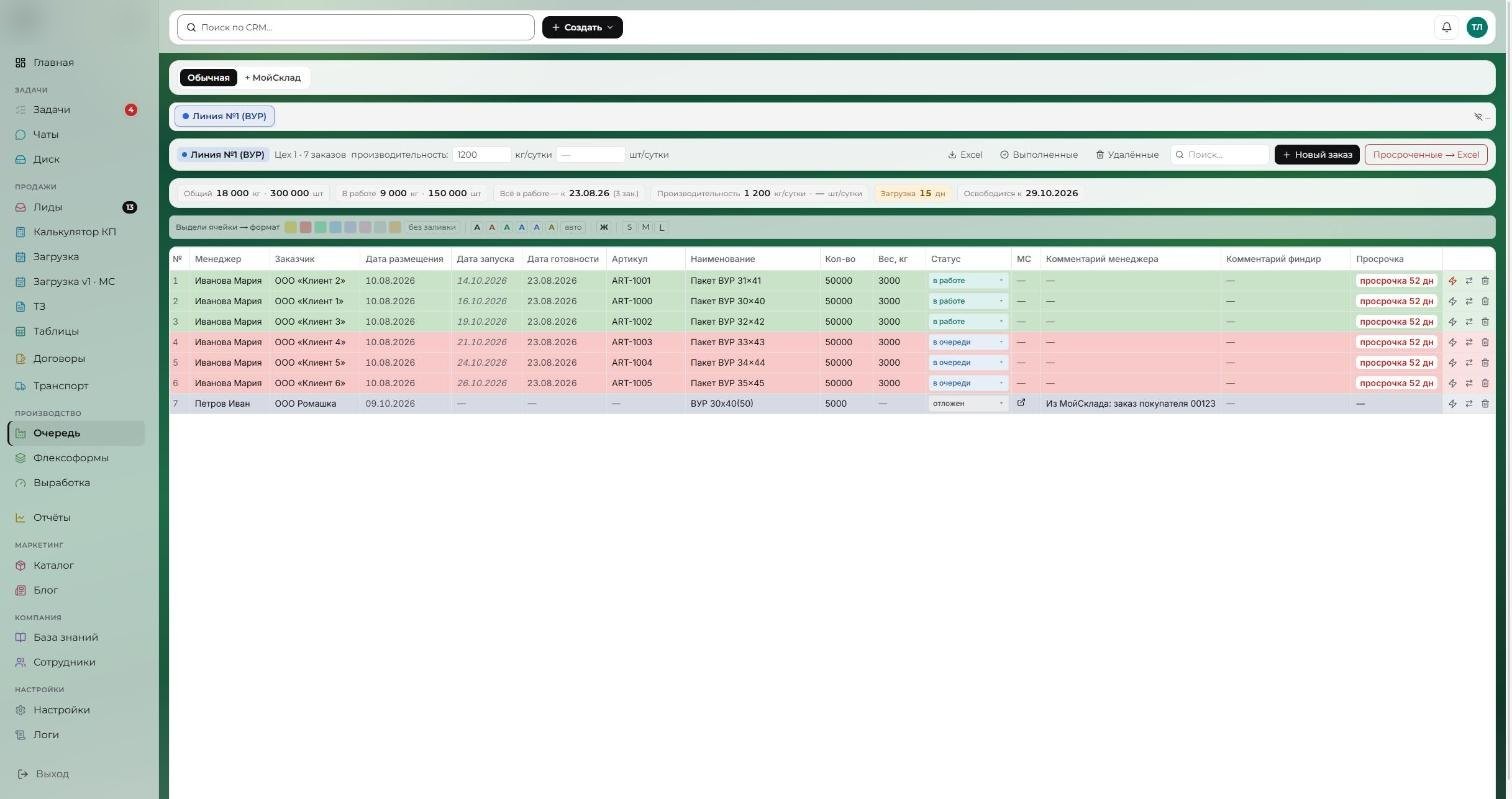 Поиск по CRM...
+ Создать
ТЛ
Главная
ЗАДАЧИ
Задачи 4
Чаты
Диск
ПРОДАЖИ
Лиды 13
Калькулятор КП
Загрузка
Загрузка v1 · МС
ТЗ
Таблицы
Договоры
Транспорт
ПРОИЗВОДСТВО
Очередь
Флексоформы
Выработка
Отчёты
МАРКЕТИНГ
Каталог
Блог
КОМПАНИЯ
База знаний
Сотрудники
НАСТРОЙКИ
Настройки
Логи
Выход
Обычная + МойСклад
Линия №1 (ВУР) ...
Линия №1 (ВУР) Цех 1 · 7 заказов производительность: 1200 кг/сутки — шт/сутки Excel Выполненные Удалённые Поиск... + Новый заказ Просроченные → Excel
Общий 18 000 кг · 300 000 шт В работе 9 000 кг · 150 000 шт Всё в работе — к 23.08.26 (3 зак.) Производительность 1 200 кг/сутки · — шт/сутки Загрузка 15 дн Освободится к 29.10.2026
Выдели ячейки → формат без заливки A A A A A A авто Ж S M L
№ Менеджер Заказчик Дата размещения Дата запуска Дата готовности Артикул Наименование Кол-во Вес, кг Статус МС Комментарий менеджера Комментарий финдир Просрочка
1 Иванова Мария ООО «Клиент 2» 10.08.2026 14.10.2026 23.08.2026 ART-1001 Пакет ВУР 31×41 50000 3000 в работе — — — просрочка 52 дн
2 Иванова Мария ООО «Клиент 1» 10.08.2026 16.10.2026 23.08.2026 ART-1000 Пакет ВУР 30×40 50000 3000 в работе — — — просрочка 52 дн
3 Иванова Мария ООО «Клиент 3» 10.08.2026 19.10.2026 23.08.2026 ART-1002 Пакет ВУР 32×42 50000 3000 в работе — — — просрочка 52 дн
4 Иванова Мария ООО «Клиент 4» 10.08.2026 21.10.2026 23.08.2026 ART-1003 Пакет ВУР 33×43 50000 3000 в очереди — — — просрочка 52 дн
5 Иванова Мария ООО «Клиент 5» 10.08.2026 24.10.2026 23.08.2026 ART-1004 Пакет ВУР 34×44 50000 3000 в очереди — — — просрочка 52 дн
6 Иванова Мария ООО «Клиент 6» 10.08.2026 26.10.2026 23.08.2026 ART-1005 Пакет ВУР 35×45 50000 3000 в очереди — — — просрочка 52 дн
7 Петров Иван ООО Ромашка 09.10.2026 — — — ВУР 30х40(50) 5000 — отложен Из МойСклада: заказ покупателя 00123 — —